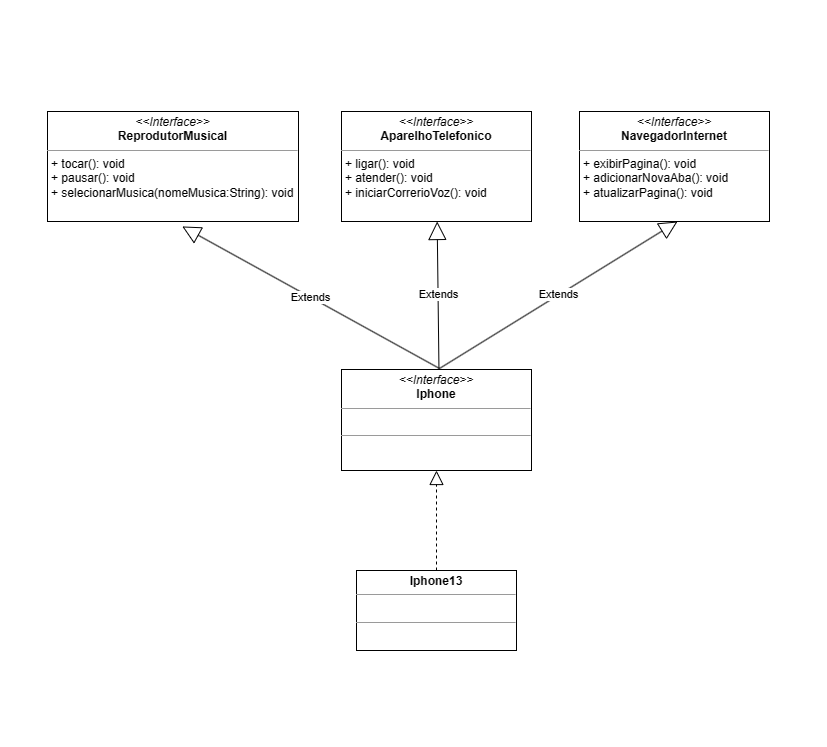 <<Interface>>
ReprodutorMusical
+ tocar(): void
+ pausar(): void
+ selecionarMusica(nomeMusica:String): void
<<Interface>>
AparelhoTelefonico
+ ligar(): void
+ atender(): void
+ iniciarCorrerioVoz(): void
<<Interface>>
NavegadorInternet
+ exibirPagina(): void
+ adicionarNovaAba(): void
+ atualizarPagina(): void
Extends
Extends
Extends
<<Interface>>
Iphone
Iphone13